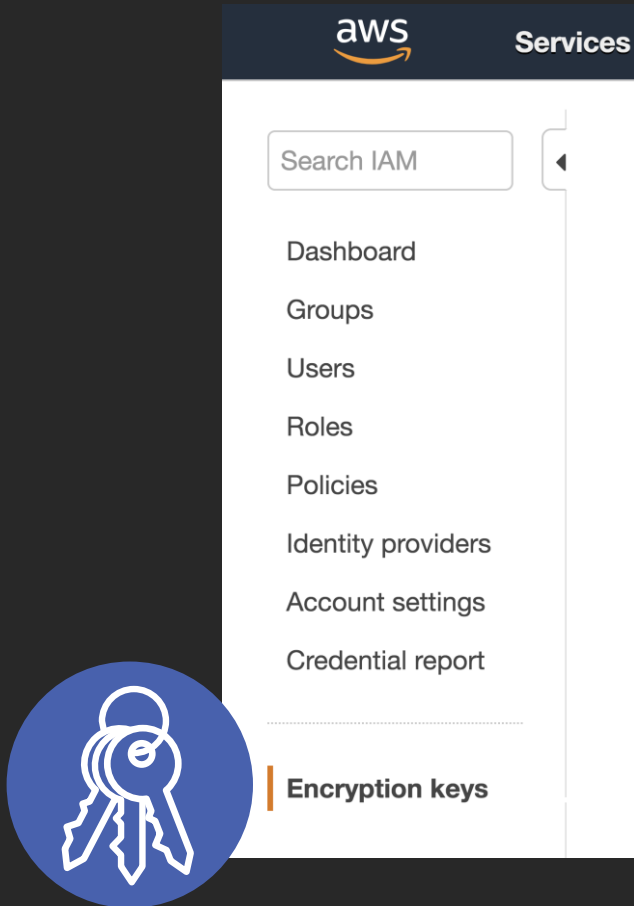 aws
Services
Search IAM
Dashboard
Groups
Users
Roles
Policies
Identity providers
Account settings
Credential report
Encryption keys